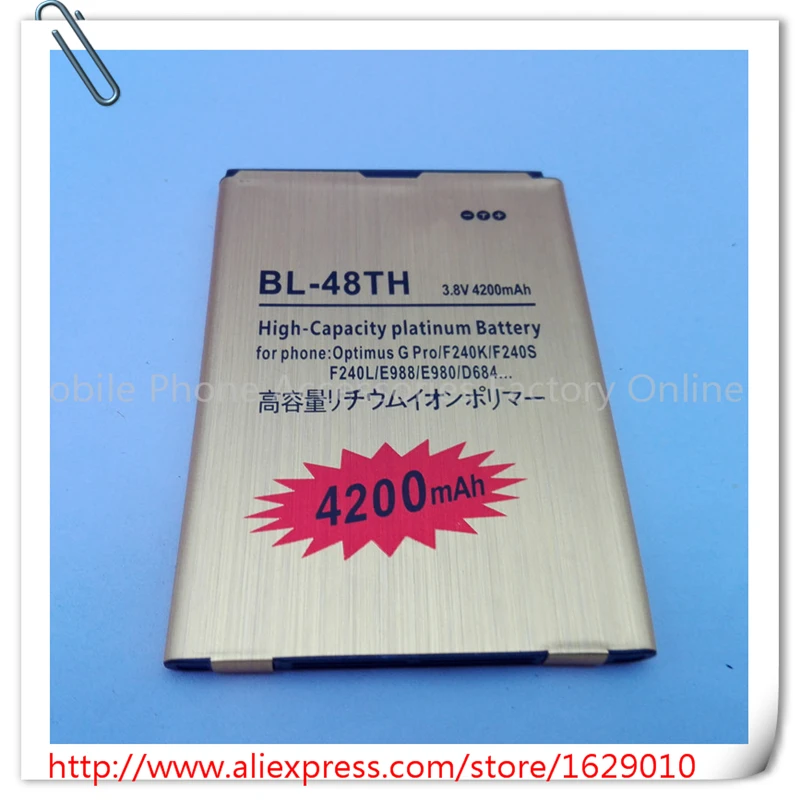 BL-48TH 3.8V 4200mAh
High-Capacity platinum Battery
for phone:Optimus G Pro/F240K/F240S
F240L/E988/E980/D684...
obile Phone Accessories Factory Online
高容量リチウムイオンポリマー
4200mAh
http://www.aliexpress.com/store/1629010